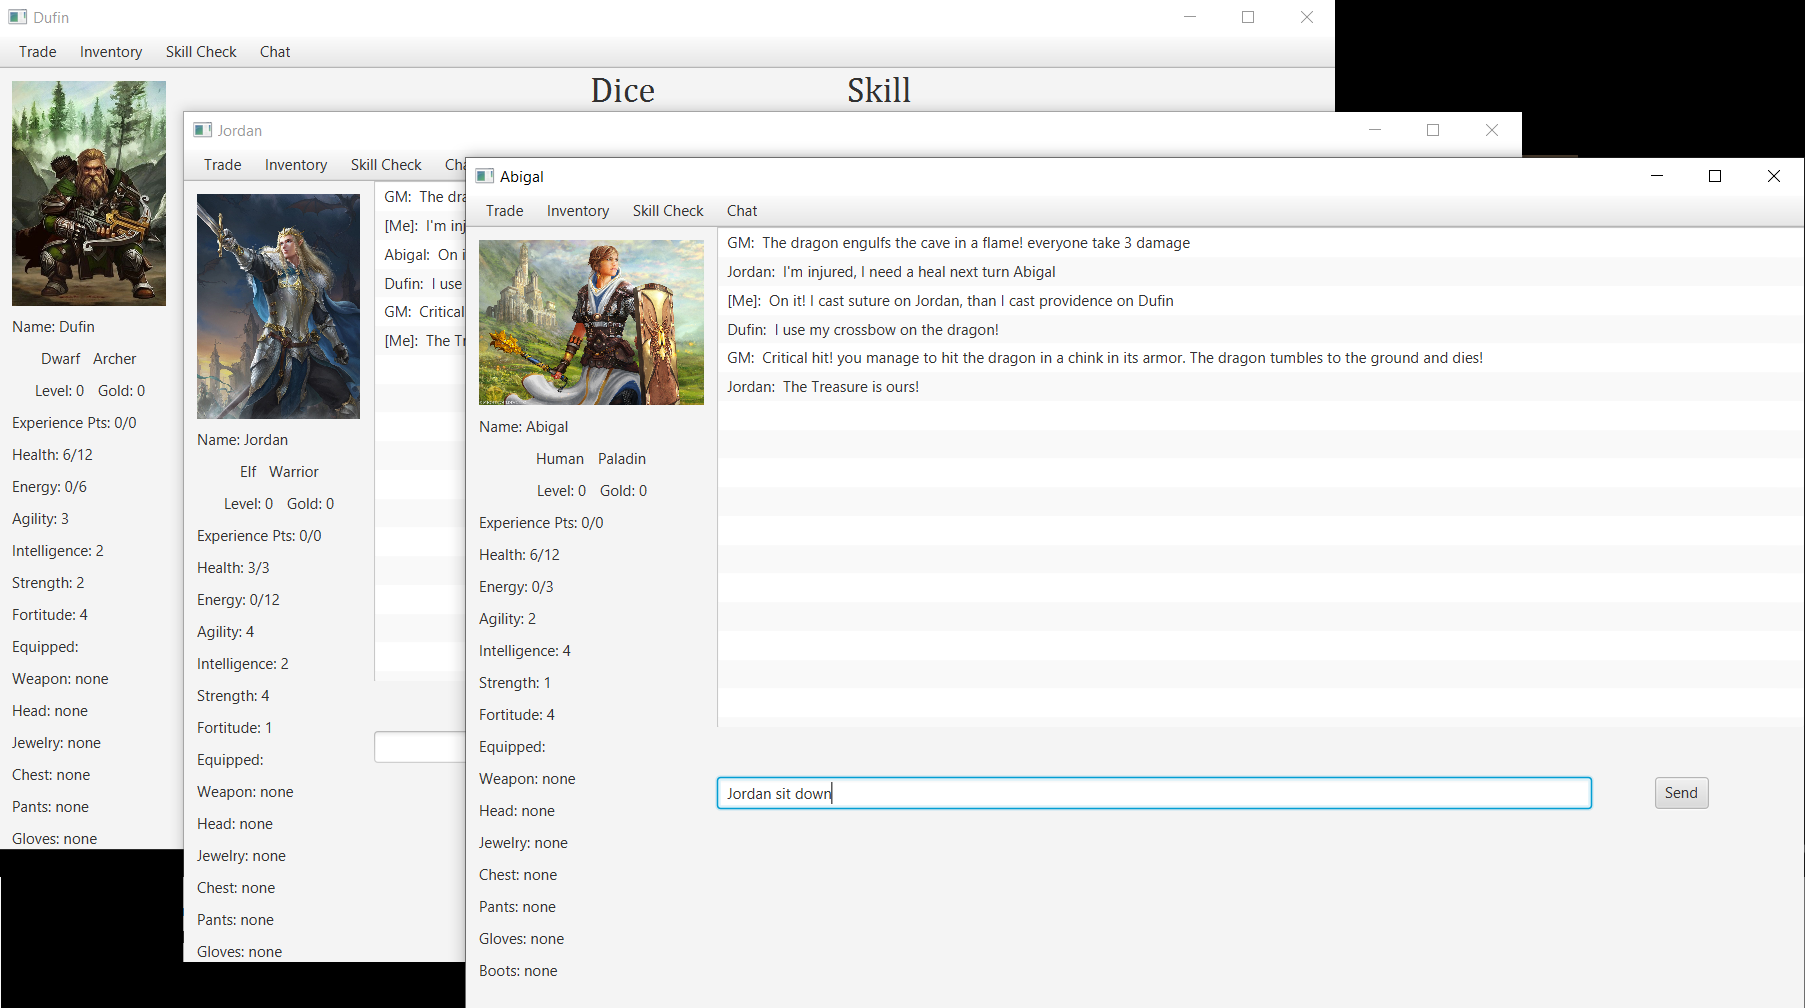 Dufin
Trade Inventory Skill Check Chat
Dice Skill
Name: Dufin
Dwarf Archer
Level: 0 Gold: 0
Experience Pts: 0/0
Health: 6/12
Energy: 0/6
Agility: 3
Intelligence: 2
Strength: 2
Fortitude: 4
Equipped:
Weapon: none
Head: none
Jewelry: none
Chest: none
Pants: none
Gloves: none
Jordan
Trade Inventory Skill Check Cha
GM: The dra
[Me]: I'm inj
Abigal: On i
Dufin: I use
GM: Critical
[Me]: The Tr
Name: Jordan
Elf Warrior
Level: 0 Gold: 0
Experience Pts: 0/0
Health: 3/3
Energy: 0/12
Agility: 4
Intelligence: 2
Strength: 4
Fortitude: 1
Equipped:
Weapon: none
Head: none
Jewelry: none
Chest: none
Pants: none
Gloves: none
Abigal
Trade Inventory Skill Check Chat
GM: The dragon engulfs the cave in a flame! everyone take 3 damage
Jordan: I'm injured, I need a heal next turn Abigal
[Me]: On it! I cast suture on Jordan, than I cast providence on Dufin
Dufin: I use my crossbow on the dragon!
GM: Critical hit! you manage to hit the dragon in a chink in its armor. The dragon tumbles to the ground and dies!
Jordan: The Treasure is ours!
Name: Abigal
Human Paladin
Level: 0 Gold: 0
Experience Pts: 0/0
Health: 6/12
Energy: 0/3
Agility: 2
Intelligence: 4
Strength: 1
Fortitude: 4
Equipped:
Weapon: none
Head: none
Jewelry: none
Chest: none
Pants: none
Gloves: none
Boots: none
Jordan sit down
Send